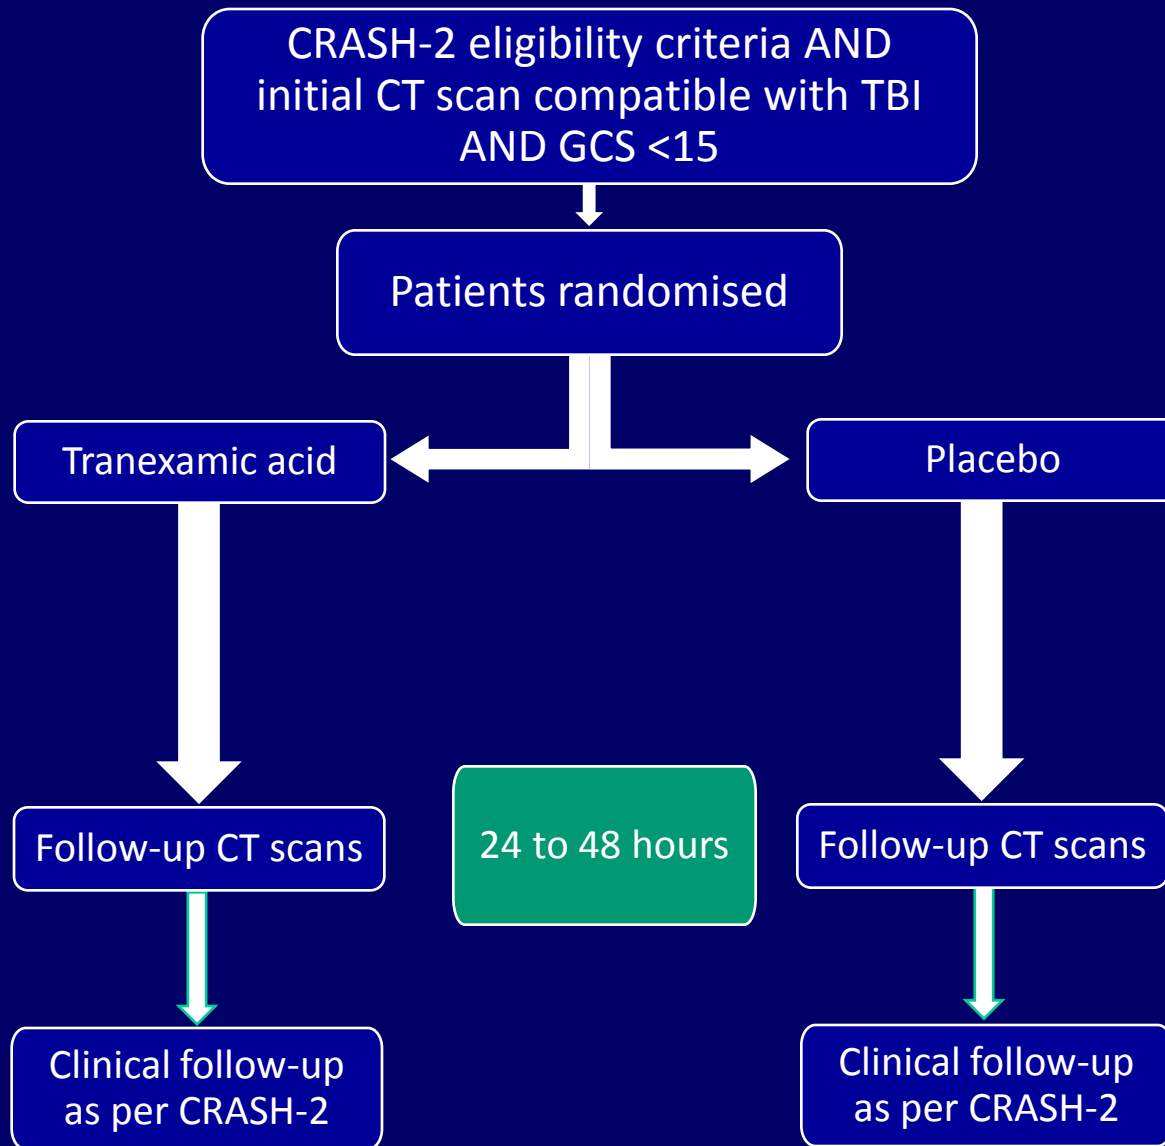 CRASH-2 eligibility criteria AND
initial CT scan compatible with TBI
AND GCS <15
Patients randomised
Tranexamic acid
Placebo
Follow-up CT scans
24 to 48 hours
Follow-up CT scans
Clinical follow-up
as per CRASH-2
Clinical follow-up
as per CRASH-2